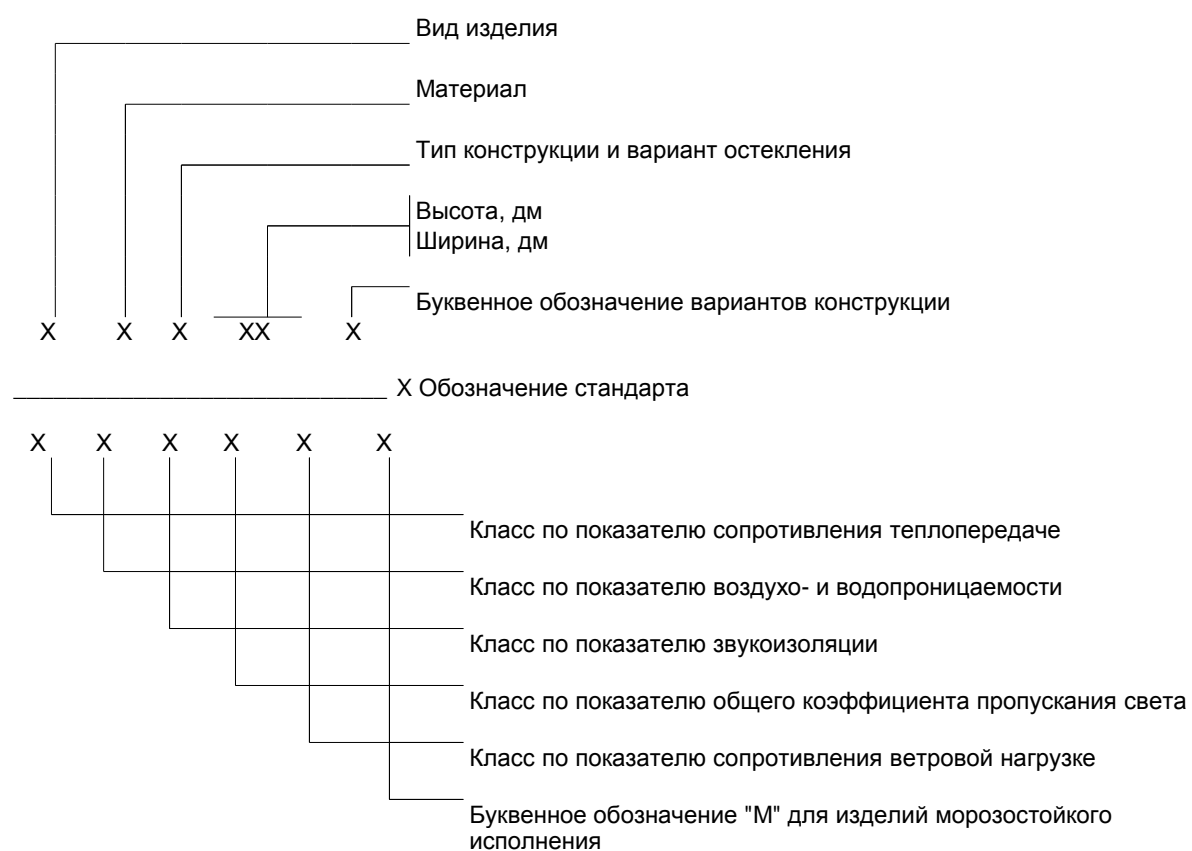 Вид изделия
Материал
Тип конструкции и вариант остекления
Высота, дм
Ширина, дм
Буквенное обозначение вариантов конструкции
X X X XX X
X Обозначение стандарта
X X X X X X
Класс по показателю сопротивления теплопередаче
Класс по показателю воздухо- и водопроницаемости
Класс по показателю звукоизоляции
Класс по показателю общего коэффициента пропускания света
Класс по показателю сопротивления ветровой нагрузке
Буквенное обозначение "М" для изделий морозостойкого
исполнения